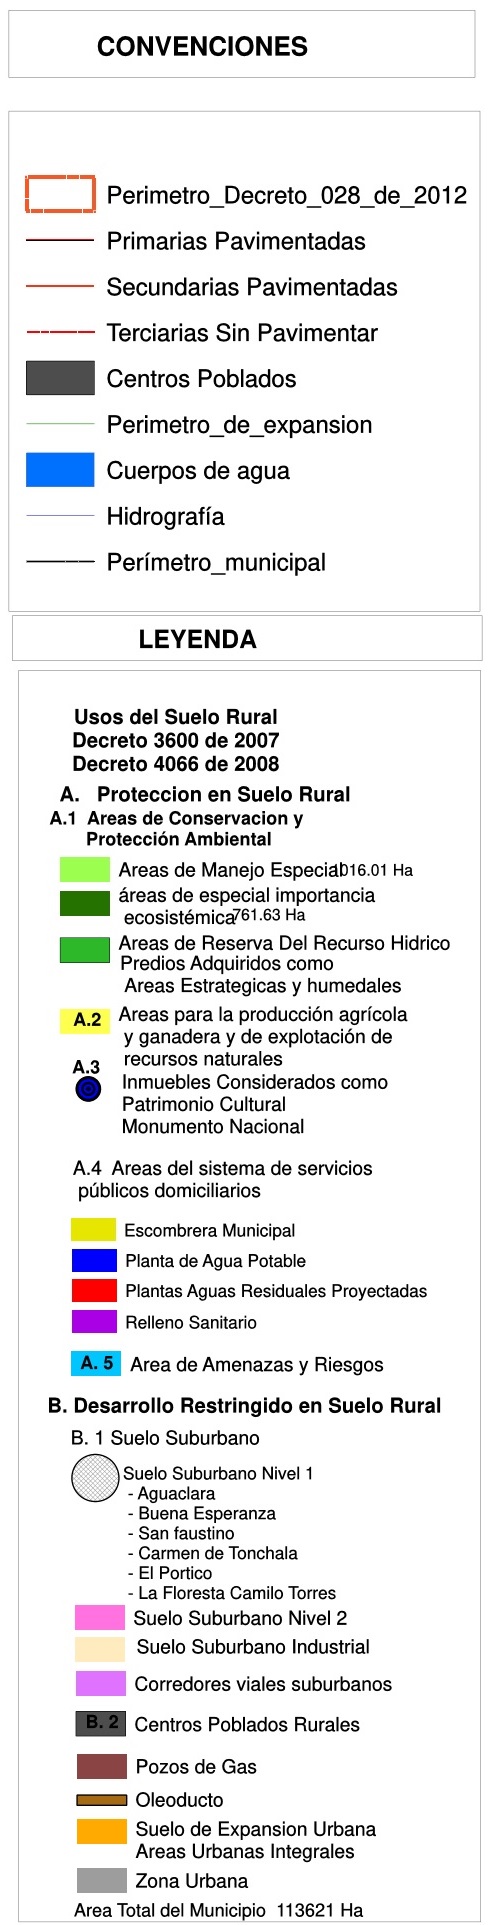 CONVENCIONES
Perimetro_Decreto_028_de_2012
Primarias Pavimentadas
Secundarias Pavimentadas
Terciarias Sin Pavimentar
Centros Poblados
Perimetro_de_expansion
Cuerpos de agua
Hidrografía
Perímetro_municipal
LEYENDA
Usos del Suelo Rural
Decreto 3600 de 2007
Decreto 4066 de 2008
A. Proteccion en Suelo Rural
A.1 Areas de Conservacion y
Protección Ambiental
Areas de Manejo Especial 1016.01 Ha
áreas de especial importancia
ecosistémica 761.63 Ha
Areas de Reserva Del Recurso Hidrico
Predios Adquiridos como
Areas Estrategicas y humedales
A.2 Areas para la producción agrícola
y ganadera y de explotación de
recursos naturales
A.3
Inmuebles Considerados como
Patrimonio Cultural
Monumento Nacional
A.4 Areas del sistema de servicios
públicos domiciliarios
Escombrera Municipal
Planta de Agua Potable
Plantas Aguas Residuales Proyectadas
Relleno Sanitario
A. 5 Area de Amenazas y Riesgos
B. Desarrollo Restringido en Suelo Rural
B. 1 Suelo Suburbano
Suelo Suburbano Nivel 1
- Aguaclara
- Buena Esperanza
- San faustino
- Carmen de Tonchala
- El Portico
- La Floresta Camilo Torres
Suelo Suburbano Nivel 2
Suelo Suburbano Industrial
Corredores viales suburbanos
B. 2 Centros Poblados Rurales
Pozos de Gas
Oleoducto
Suelo de Expansion Urbana
Areas Urbanas Integrales
Zona Urbana
Area Total del Municipio 113621 Ha